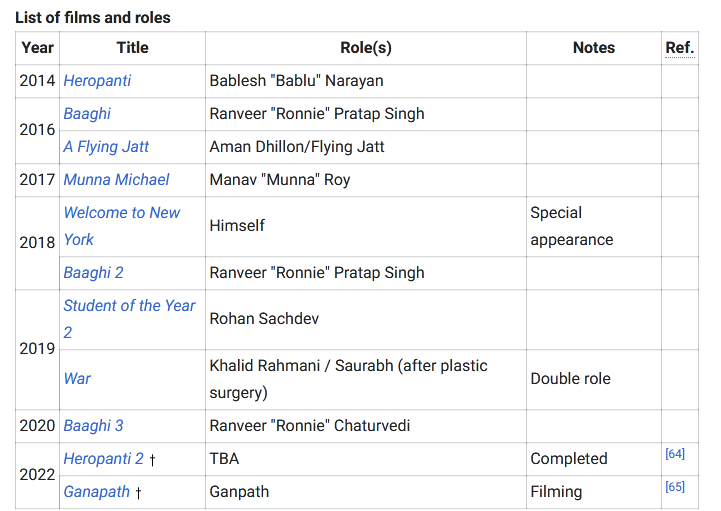 List of films and roles
Year Title Role(s) Notes Ref.
2014 Heropanti Bablesh "Bablu" Narayan
2016 Baaghi Ranveer "Ronnie" Pratap Singh
A Flying Jatt Aman Dhillon/Flying Jatt
2017 Munna Michael Manav "Munna" Roy
2018 Welcome to New
York Himself Special
appearance
Baaghi 2 Ranveer "Ronnie" Pratap Singh
2019 Student of the Year
2 Rohan Sachdev
War Khalid Rahmani / Saurabh (after plastic
surgery) Double role
2020 Baaghi 3 Ranveer "Ronnie" Chaturvedi
2022 Heropanti 2 † TBA Completed [64]
Ganapath † Ganpath Filming [65]